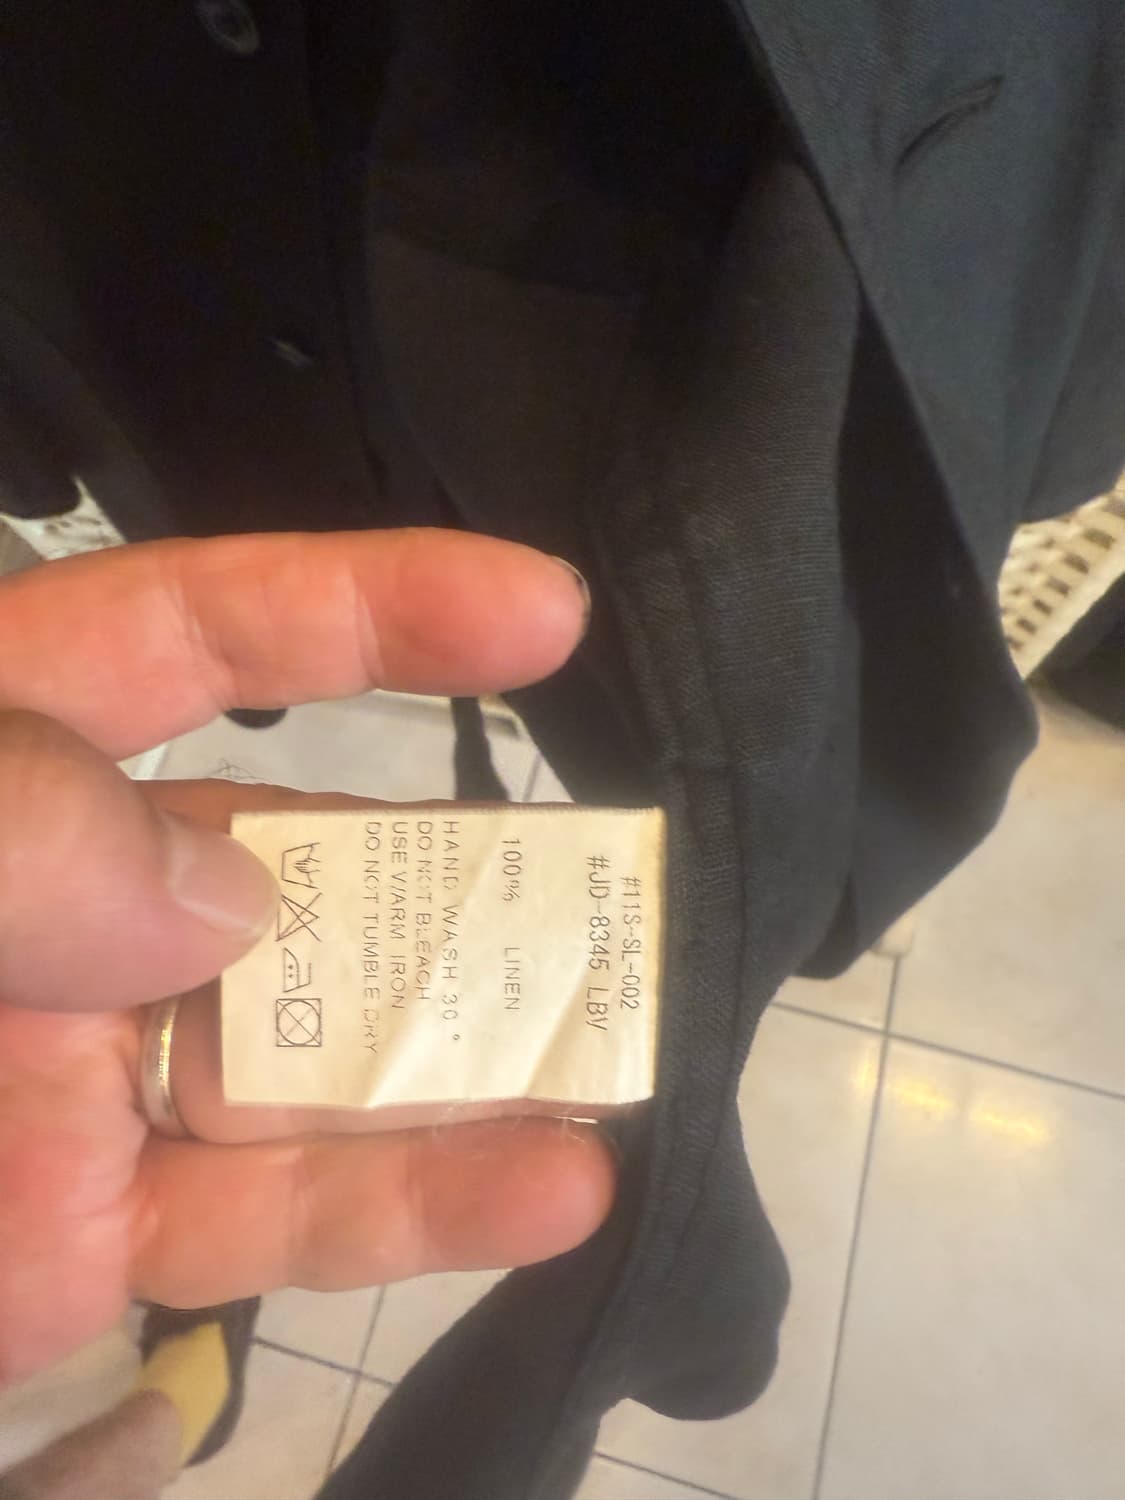 #11S-SL-002
#JD-8345 LBV
100% LINEN
HAND WASH 30°
DO NOT BLEACH
USE WARM IRON
DO NOT TUMBLE DRY